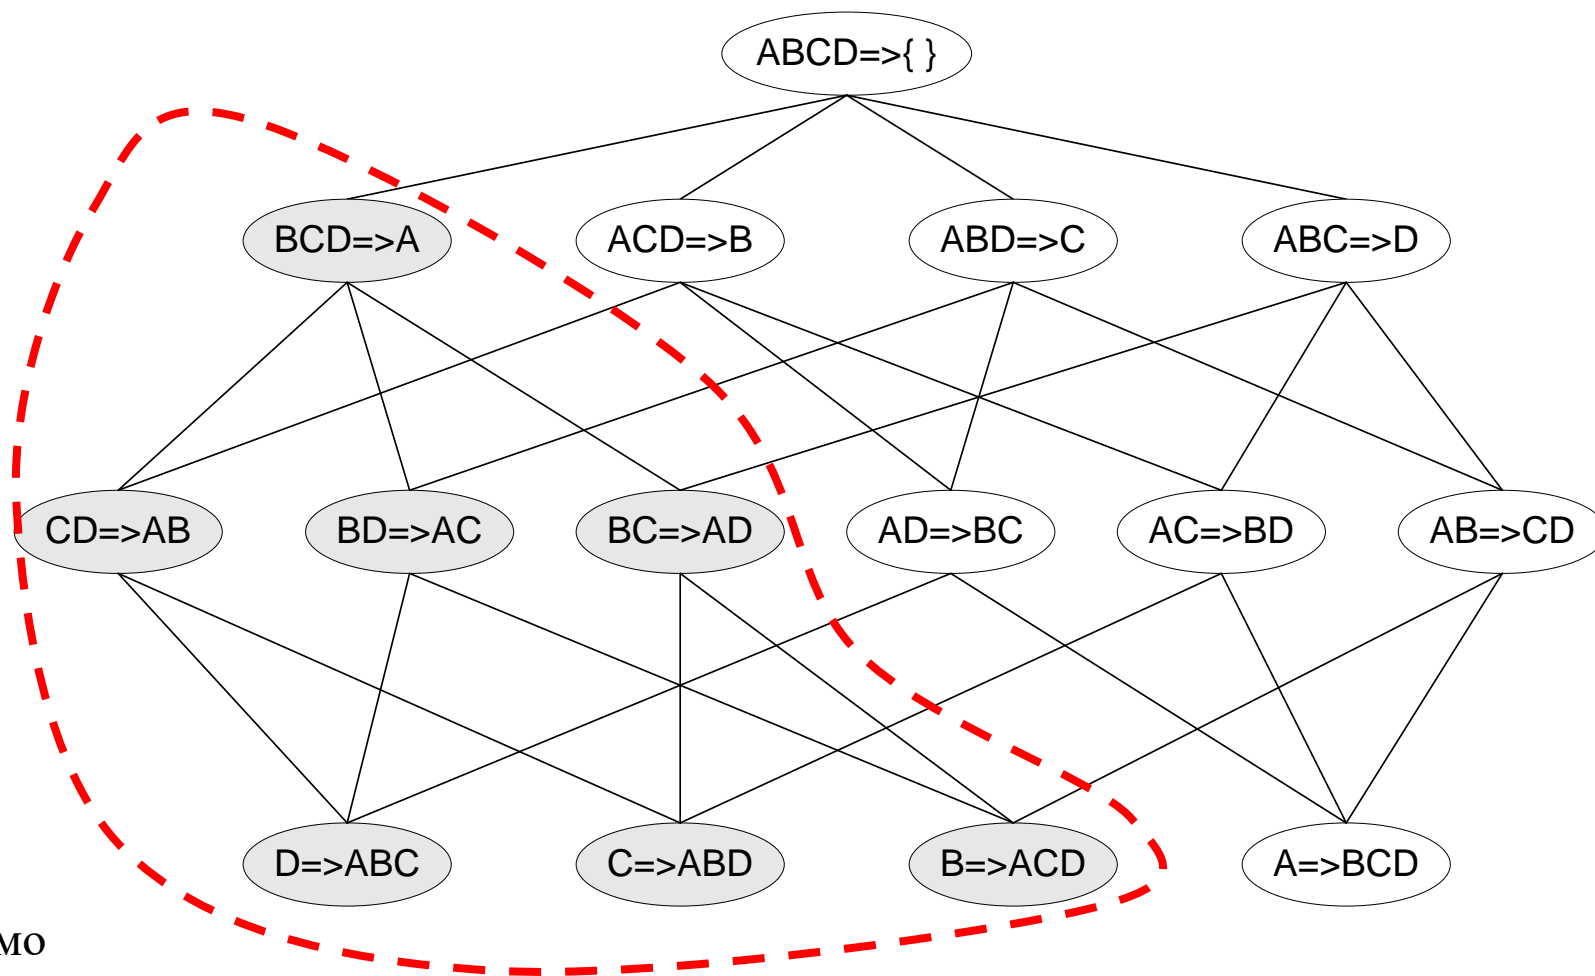 ABCD=>{ }
BCD=>A ACD=>B ABD=>C ABC=>D
CD=>AB BD=>AC BC=>AD AD=>BC AC=>BD AB=>CD
D=>ABC C=>ABD B=>ACD A=>BCD
мо